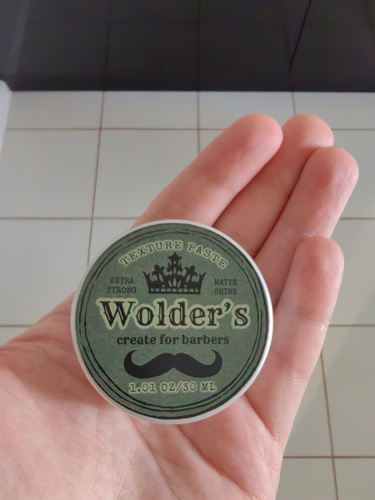 TEXTURE PASTE
EXTRA STRONG
MATTE SHINE
Wolder's
create for barbers
1.01 OZ/30 ML